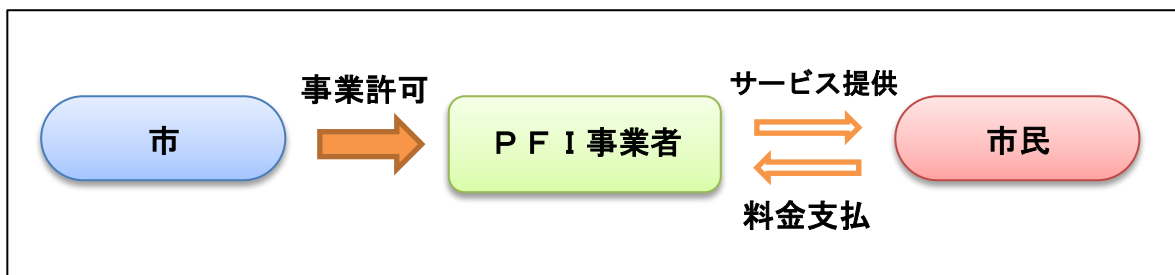 事業許可
サービス提供
市
ＰＦＩ事業者
市民
料金支払